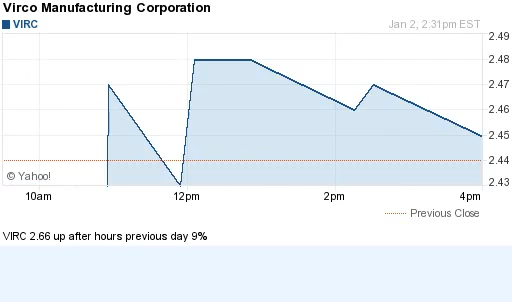 Virco Manufacturing Corporation
VIRC
Jan 2, 2:31pm EST
2.49
2.48
2.47
2.46
2.45
2.44
2.43
© Yahoo!
10am 12pm 2pm 4pm
Previous Close
VIRC 2.66 up after hours previous day 9%